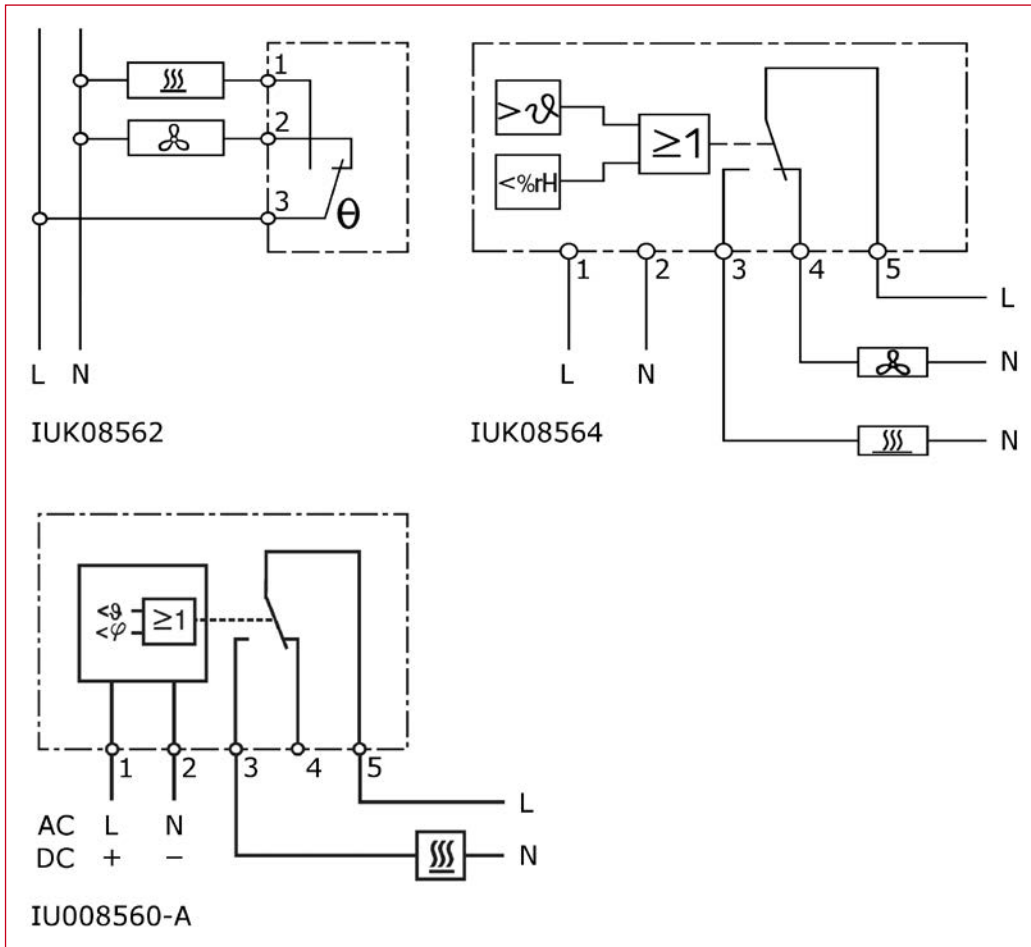 1
2
3
θ
L N
IUK08562
>ϑ
<%rH
≥1
1 2 3 4 5
L
N
L N
N
IUK08564
<ϑ
<φ
≥1
1 2 3 4 5
L
AC L N
N
DC + −
IU008560-A